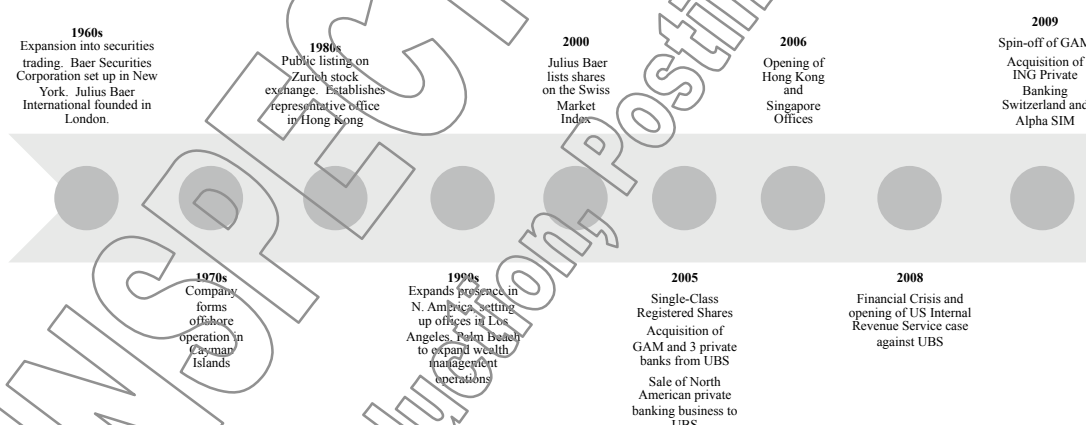 1960s
Expansion into securities
trading. Baer Securities
Corporation set up in New
York. Julius Baer
International founded in
London.
1980s
Public listing on
Zurich stock
exchange. Establishes
representative office
in Hong Kong
2000
Julius Baer
lists shares
on the Swiss
Market
Index
2006
Opening of
Hong Kong
and
Singapore
Offices
2009
Spin-off of GAM
Acquisition of
ING Private
Banking
Switzerland and
Alpha SIM
1970s
Company
forms
offshore
operation in
Cayman
Islands
1990s
Expands presence in
N. America, setting
up offices in Los
Angeles, Palm Beach
to expand wealth
management
operations
2005
Single-Class
Registered Shares
Acquisition of
GAM and 3 private
banks from UBS
Sale of North
American private
banking business to
UBS
2008
Financial Crisis and
opening of US Internal
Revenue Service case
against UBS